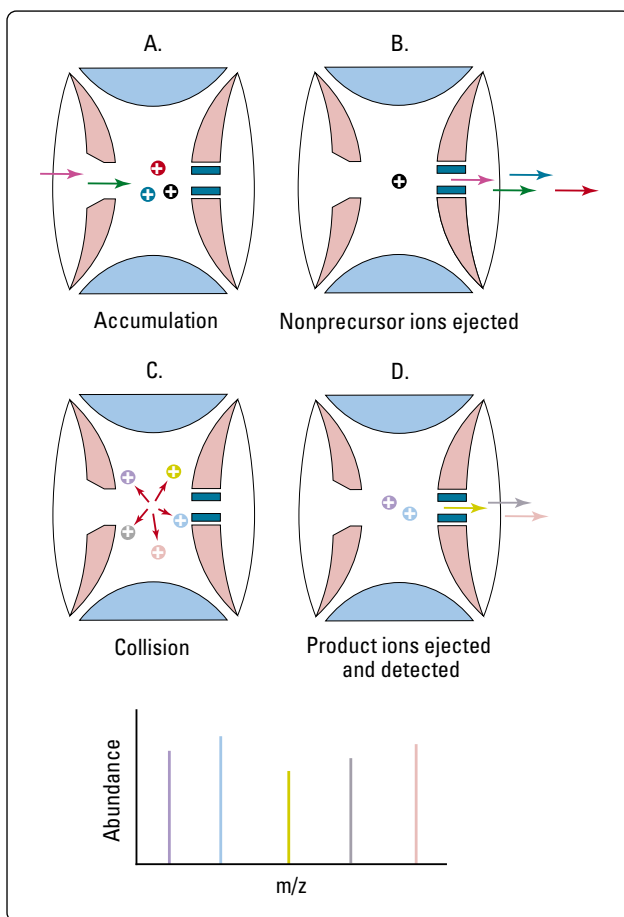 A.
B.
Accumulation
Nonprecursor ions ejected
C.
D.
Collision
Product ions ejected
and detected
Abundance
m/z